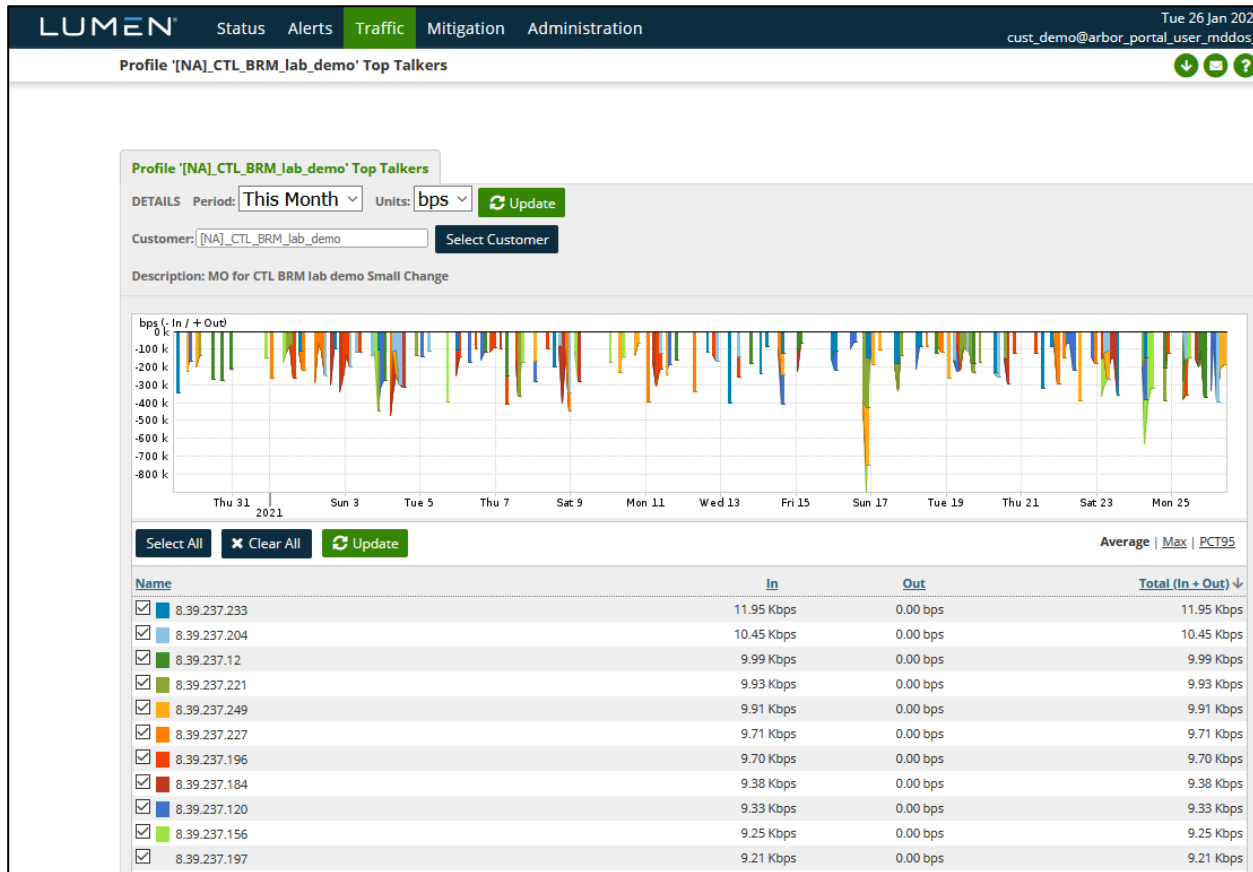 LUMEN® Status Alerts Traffic Mitigation Administration
Tue 26 Jan 202
cust_demo@arbor_portal_user_mddos_
Profile '[NA]_CTL_BRM_lab_demo' Top Talkers
Profile '[NA]_CTL_BRM_lab_demo' Top Talkers
DETAILS Period: This Month Units: bps Update
Customer: [NA]_CTL_BRM_lab_demo Select Customer
Description: MO for CTL BRM lab demo Small Change
bps (- In / + Out)
0 k
-100 k
-200 k
-300 k
-400 k
-500 k
-600 k
-700 k
-800 k
Thu 31 Sun 3 Tue 5 Thu 7 Sat 9 Mon 11 Wed 13 Fri 15 Sun 17 Tue 19 Thu 21 Sat 23 Mon 25
2021
Select All Clear All Update Average | Max | PCT95
Name In Out Total (In + Out)
8.39.237.233 11.95 Kbps 0.00 bps 11.95 Kbps
8.39.237.204 10.45 Kbps 0.00 bps 10.45 Kbps
8.39.237.12 9.99 Kbps 0.00 bps 9.99 Kbps
8.39.237.221 9.93 Kbps 0.00 bps 9.93 Kbps
8.39.237.249 9.91 Kbps 0.00 bps 9.91 Kbps
8.39.237.227 9.71 Kbps 0.00 bps 9.71 Kbps
8.39.237.196 9.70 Kbps 0.00 bps 9.70 Kbps
8.39.237.184 9.38 Kbps 0.00 bps 9.38 Kbps
8.39.237.120 9.33 Kbps 0.00 bps 9.33 Kbps
8.39.237.156 9.25 Kbps 0.00 bps 9.25 Kbps
8.39.237.197 9.21 Kbps 0.00 bps 9.21 Kbps